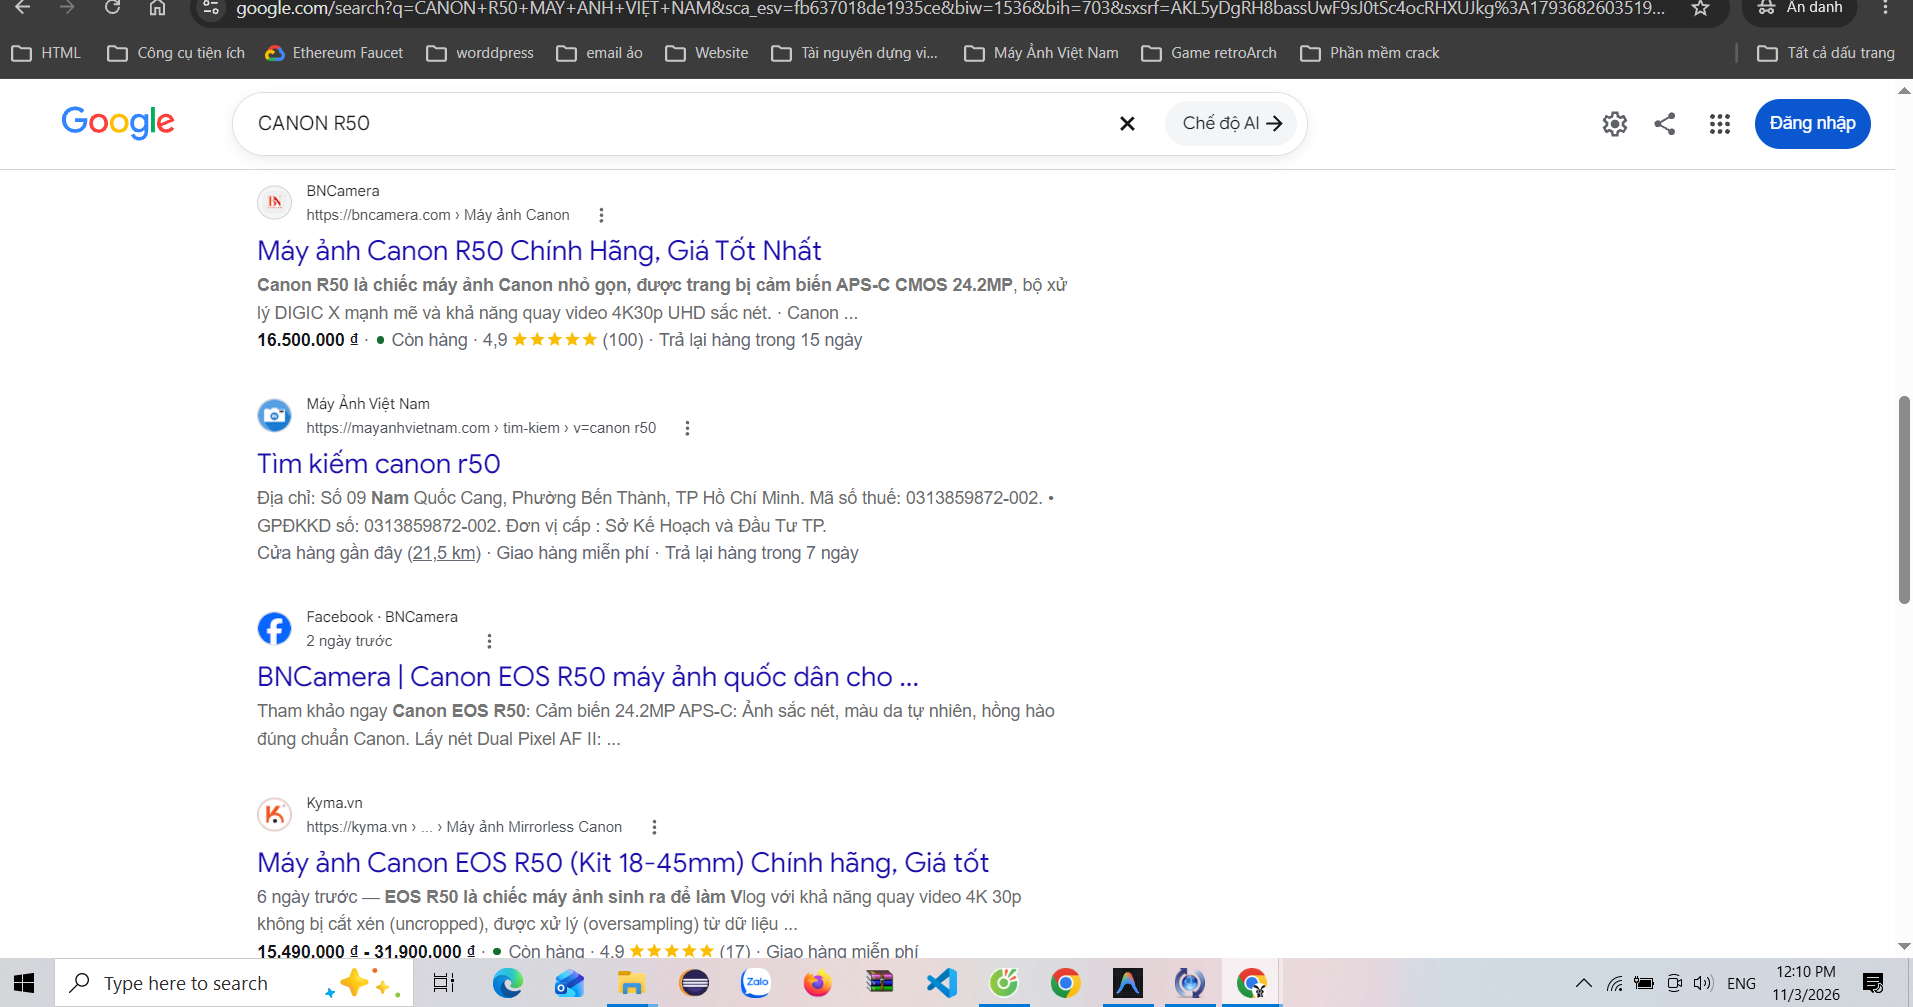 google.com/search?q=CANON+R50+MAY+ANH+VIỆT+NAM&sca_esv=fb637018de1935ce&biw=1536&bih=703&sxsrf=AKL5yDgRH8bassUwF9sJ0tSc4ocRHXUJkg%3A1793682603519...
Ẩn danh
HTML
Công cụ tiện ích
Ethereum Faucet
worddpress
email ảo
Website
Tài nguyên dựng vi...
Máy Ảnh Việt Nam
Game retroArch
Phần mềm crack
Tất cả dấu trang
Google
CANON R50
Chế độ AI
Đăng nhập
BNCamera
https://bncamera.com › Máy ảnh Canon
Máy ảnh Canon R50 Chính Hãng, Giá Tốt Nhất
Canon R50 là chiếc máy ảnh Canon nhỏ gọn, được trang bị cảm biến APS-C CMOS 24.2MP, bộ xử
lý DIGIC X mạnh mẽ và khả năng quay video 4K30p UHD sắc nét. · Canon ...
16.500.000 ₫ · Còn hàng · 4,9 (100) · Trả lại hàng trong 15 ngày
Máy Ảnh Việt Nam
https://mayanhvietnam.com › tim-kiem › v=canon r50
Tìm kiếm canon r50
Địa chỉ: Số 09 Nam Quốc Cang, Phường Bến Thành, TP Hồ Chí Minh. Mã số thuế: 0313859872-002. •
GPĐKKD số: 0313859872-002. Đơn vị cấp : Sở Kế Hoạch và Đầu Tư TP.
Cửa hàng gần đây (21,5 km) · Giao hàng miễn phí · Trả lại hàng trong 7 ngày
Facebook · BNCamera
2 ngày trước
BNCamera | Canon EOS R50 máy ảnh quốc dân cho ...
Tham khảo ngay Canon EOS R50: Cảm biến 24.2MP APS-C: Ảnh sắc nét, màu da tự nhiên, hồng hào
đúng chuẩn Canon. Lấy nét Dual Pixel AF II: ...
Kyma.vn
https://kyma.vn › ... › Máy ảnh Mirrorless Canon
Máy ảnh Canon EOS R50 (Kit 18-45mm) Chính hãng, Giá tốt
6 ngày trước — EOS R50 là chiếc máy ảnh sinh ra để làm Vlog với khả năng quay video 4K 30p
không bị cắt xén (uncropped), được xử lý (oversampling) từ dữ liệu ...
15.490.000 ₫ - 31.900.000 ₫ · Còn hàng · 4,9 (17) · Giao hàng miễn phí
Type here to search
Zalo
ENG
12:10 PM
11/3/2026